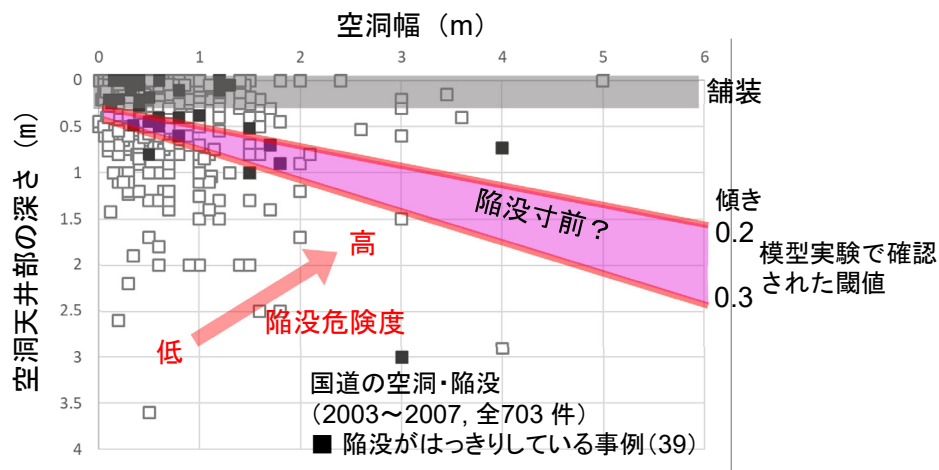 空洞幅（m）
0 1 2 3 4 5 6
空洞天井部の深さ（m）
0
0.5
1
1.5
2
2.5
3
3.5
4
舗装
陥没寸前？
傾き
0.2
0.3
模型実験で確認
された閾値
高
陥没危険度
低
国道の空洞・陥没
（2003～2007, 全703 件）
■ 陥没がはっきりしている事例（39）